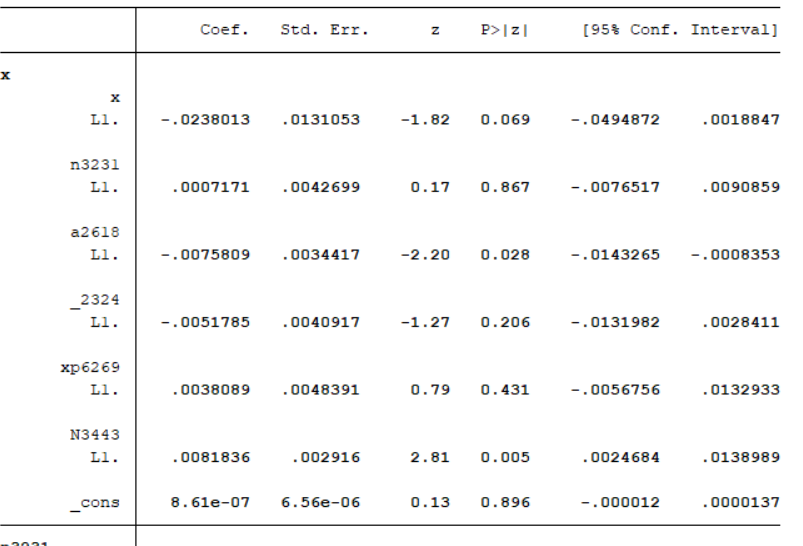 Coef. Std. Err. z P>|z| [95% Conf. Interval]
x
x
L1. -.0238013 .0131053 -1.82 0.069 -.0494872 .0018847
n3231
L1. .0007171 .0042699 0.17 0.867 -.0076517 .0090859
a2618
L1. -.0075809 .0034417 -2.20 0.028 -.0143265 -.0008353
_2324
L1. -.0051785 .0040917 -1.27 0.206 -.0131982 .0028411
xp6269
L1. .0038089 .0048391 0.79 0.431 -.0056756 .0132933
N3443
L1. .0081836 .002916 2.81 0.005 .0024684 .0138989
_cons 8.61e-07 6.56e-06 0.13 0.896 -.000012 .0000137